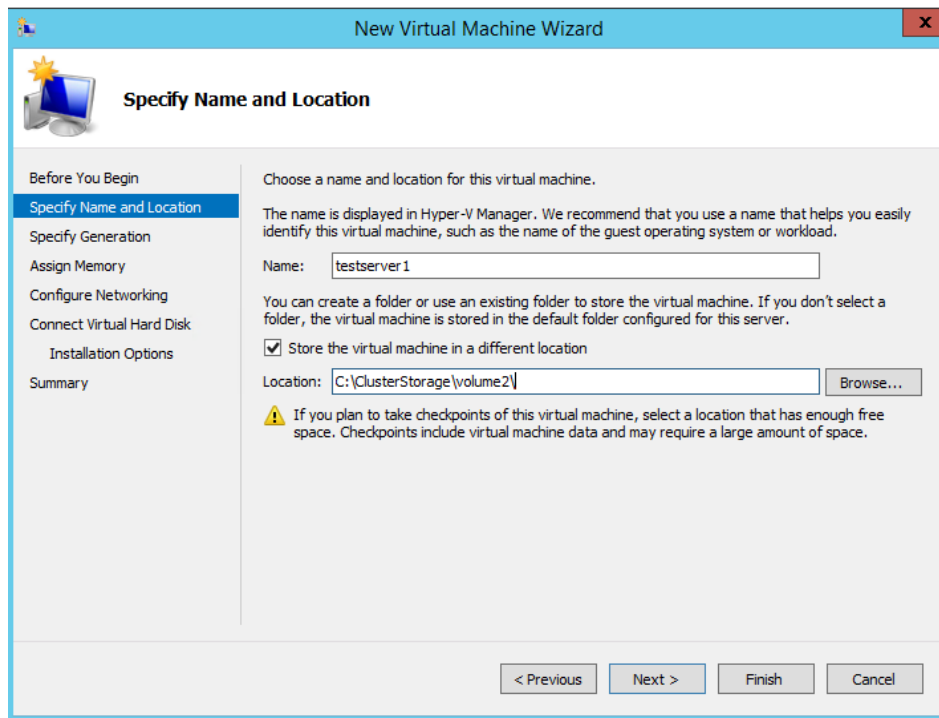 New Virtual Machine Wizard
x
Specify Name and Location
Before You Begin
Specify Name and Location
Specify Generation
Assign Memory
Configure Networking
Connect Virtual Hard Disk
Installation Options
Summary
Choose a name and location for this virtual machine.
The name is displayed in Hyper-V Manager. We recommend that you use a name that helps you easily
identify this virtual machine, such as the name of the guest operating system or workload.
Name: testserver1
You can create a folder or use an existing folder to store the virtual machine. If you don't select a
folder, the virtual machine is stored in the default folder configured for this server.
Store the virtual machine in a different location
Location: C:\ClusterStorage\volume2\ Browse...
If you plan to take checkpoints of this virtual machine, select a location that has enough free
space. Checkpoints include virtual machine data and may require a large amount of space.
< Previous Next > Finish Cancel